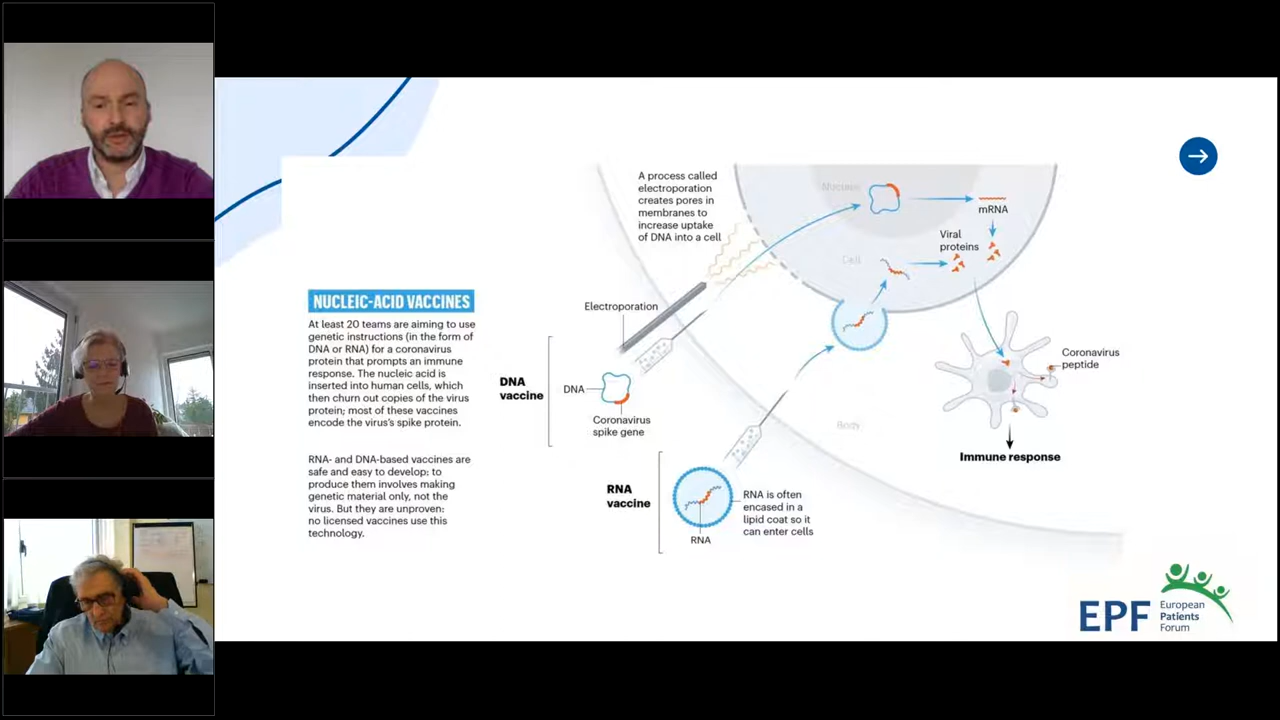 A process called
electroporation
creates pores in
membranes to
increase uptake
of DNA into a cell
Nucleus
mRNA
Viral
proteins
Cell
NUCLEIC-ACID VACCINES
At least 20 teams are aiming to use
genetic instructions (in the form of
DNA or RNA) for a coronavirus
protein that prompts an immune
response. The nucleic acid is
inserted into human cells, which
then churn out copies of the virus
protein; most of these vaccines
encode the virus's spike protein.
RNA- and DNA-based vaccines are
safe and easy to develop: to
produce them involves making
genetic material only, not the
virus. But they are unproven:
no licensed vaccines use this
technology.
Electroporation
DNA
vaccine
DNA
Coronavirus
spike gene
Coronavirus
peptide
Body
Immune response
RNA
vaccine
RNA is often
encased in a
lipid coat so it
can enter cells
RNA
EPF
European
Patients
Forum